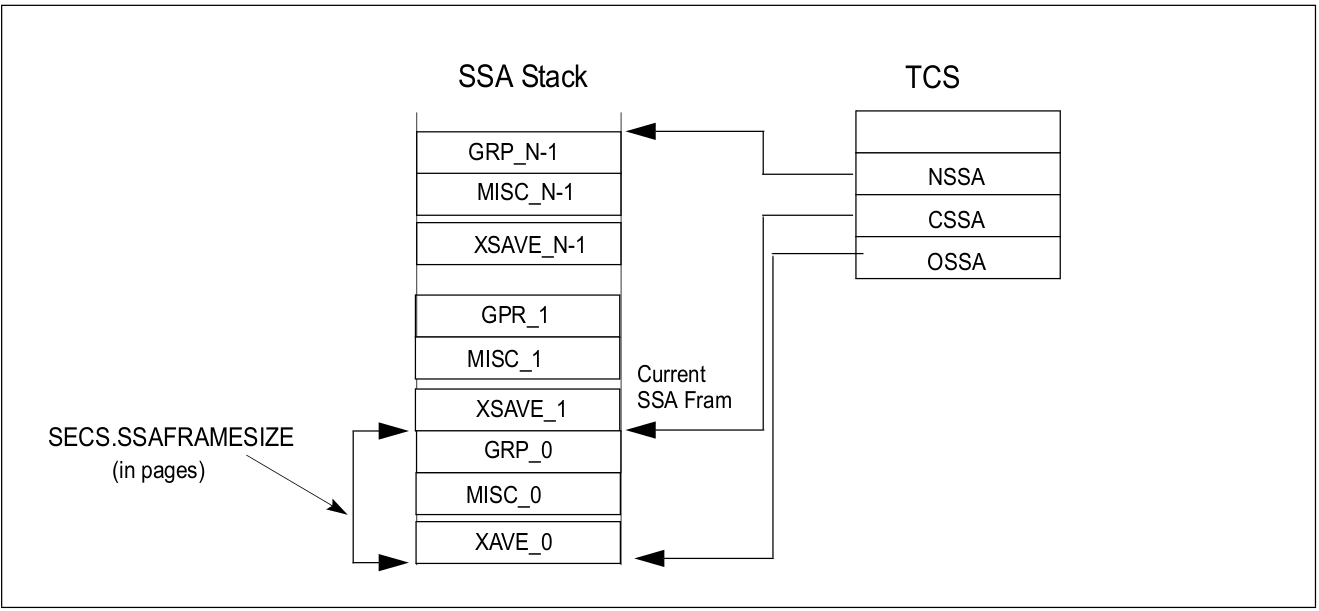 SSA Stack
TCS
GRP_N-1
MISC_N-1
XSAVE_N-1
GPR_1
MISC_1
XSAVE_1
GRP_0
MISC_0
XAVE_0
NSSA
CSSA
OSSA
Current
SSA Fram
SECS.SSAFRAMESIZE
(in pages)